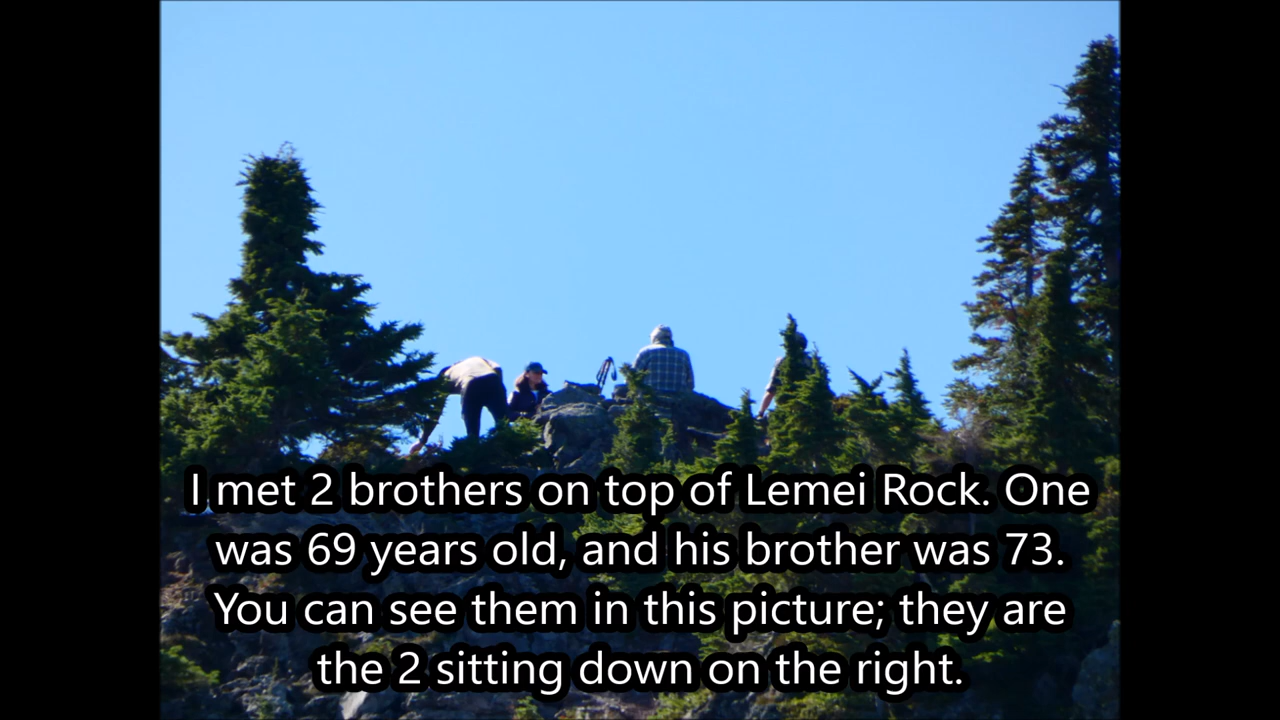 I met 2 brothers on top of Lemei Rock. One
was 69 years old, and his brother was 73.
You can see them in this picture; they are
the 2 sitting down on the right.